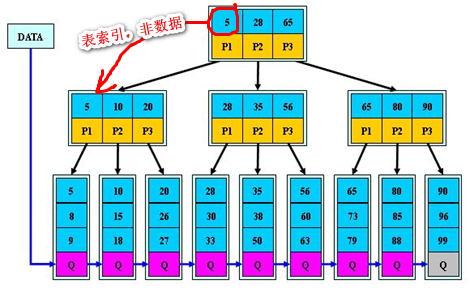 表索引，非数据
5 28 65
DATA
P1 P2 P3
5 10 20 28 35 56 65 80 90
P1 P2 P3 P1 P2 P3 P1 P2 P3
5 10 20 28 35 56 65 80 90
8 15 26 30 38 60 73 85 96
9 18 27 33 50 63 79 88 99
Q Q Q Q Q Q Q Q Q